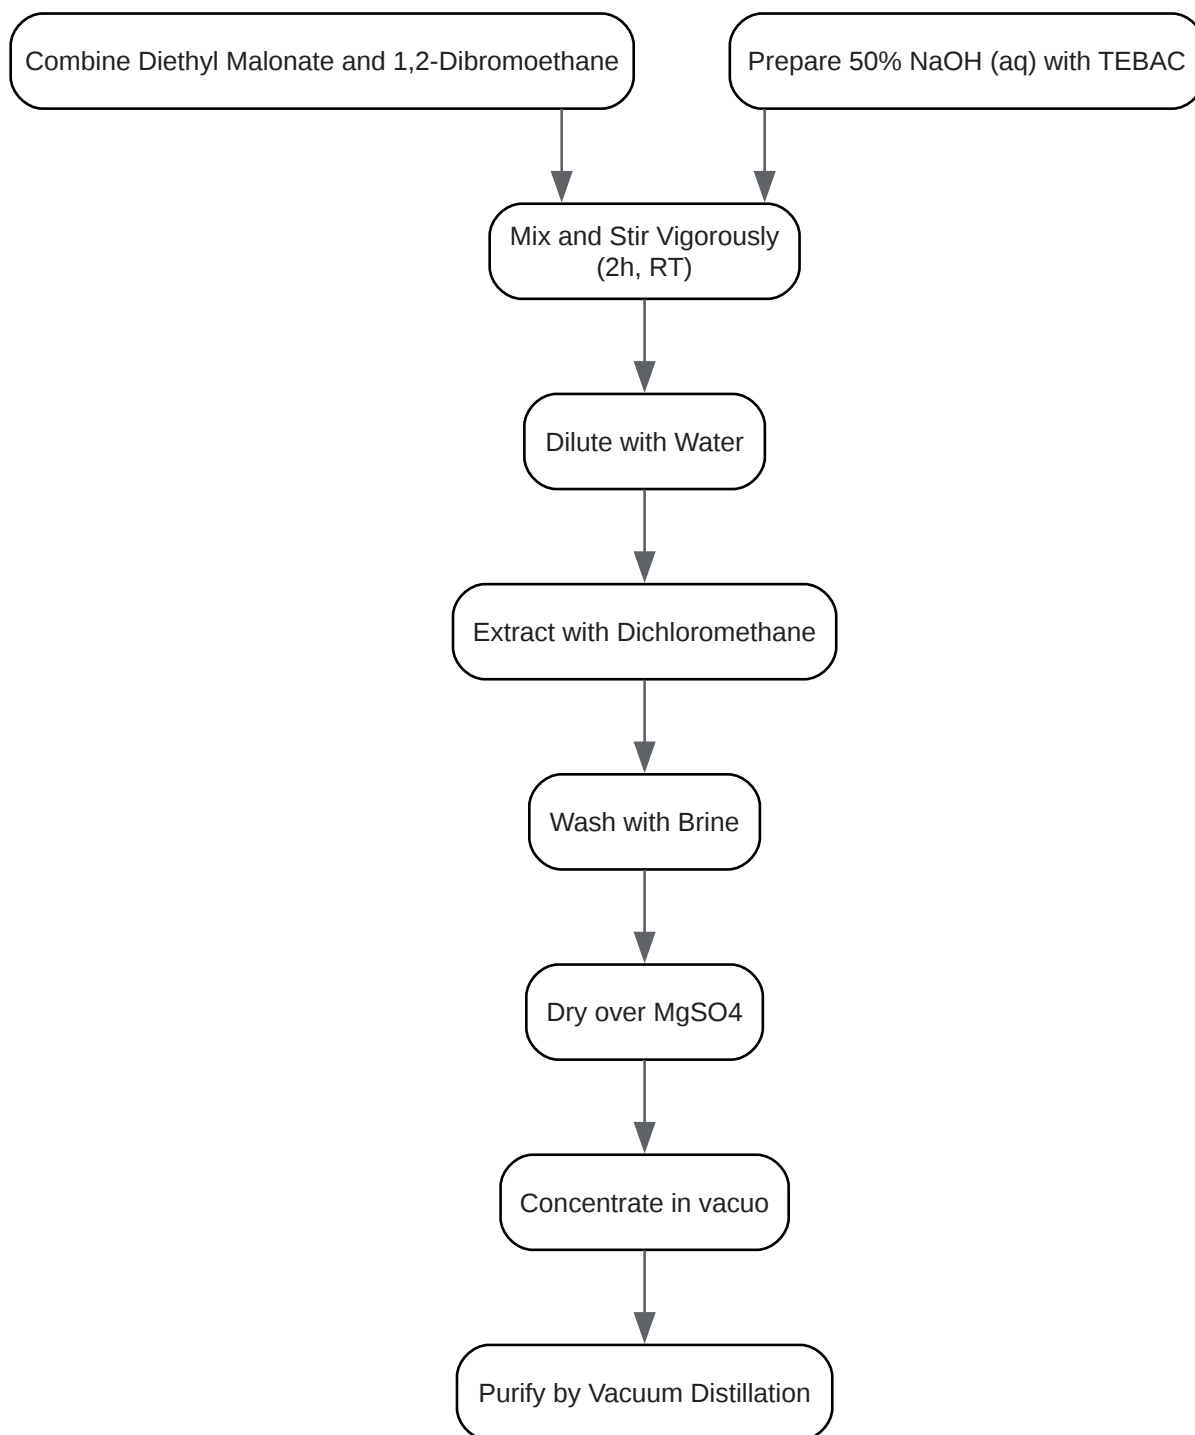 Combine Diethyl Malonate and 1,2-Dibromoethane
Prepare 50% NaOH (aq) with TEBAC
Mix and Stir Vigorously
(2h, RT)
Dilute with Water
Extract with Dichloromethane
Wash with Brine
Dry over MgSO4
Concentrate in vacuo
Purify by Vacuum Distillation